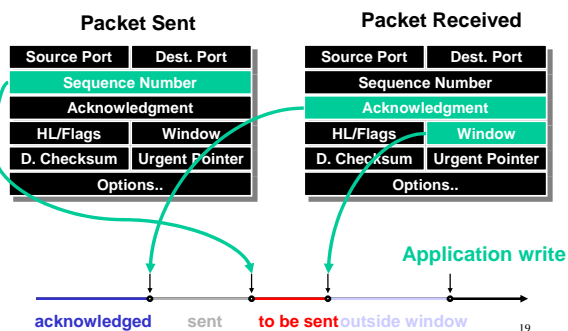 Packet Sent
Packet Received
Source Port Dest. Port
Sequence Number
Acknowledgment
HL/Flags Window
D. Checksum Urgent Pointer
Options..
Source Port Dest. Port
Sequence Number
Acknowledgment
HL/Flags Window
D. Checksum Urgent Pointer
Options..
Application write
acknowledged sent to be sent outside window
19